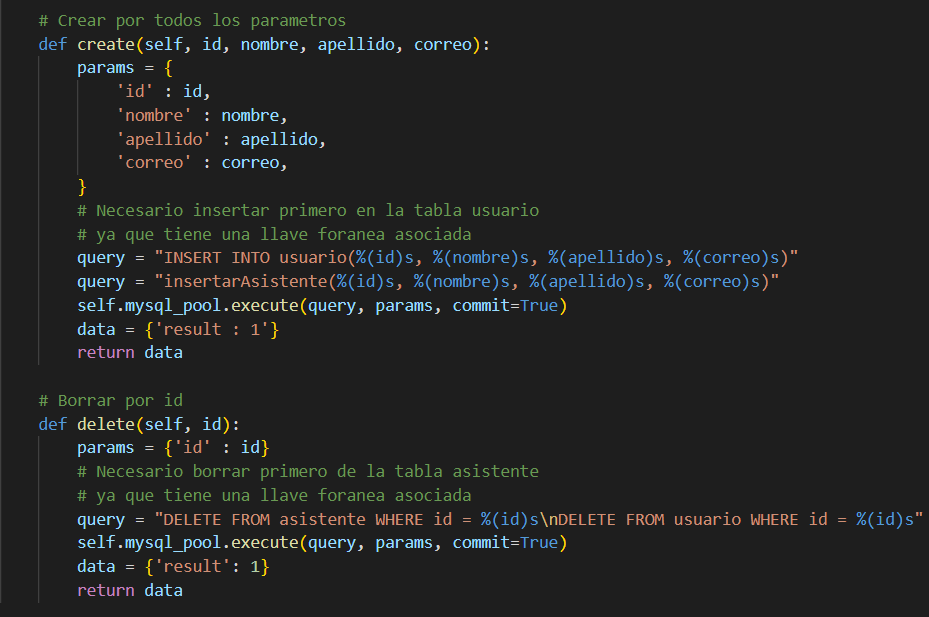 # Crear por todos los parametros
def create(self, id, nombre, apellido, correo):
    params = {
        'id' : id,
        'nombre' : nombre,
        'apellido' : apellido,
        'correo' : correo,
    }
    # Necesario insertar primero en la tabla usuario
    # ya que tiene una llave foranea asociada
    query = "INSERT INTO usuario(%(id)s, %(nombre)s, %(apellido)s, %(correo)s)"
    query = "insertarAsistente(%(id)s, %(nombre)s, %(apellido)s, %(correo)s)"
    self.mysql_pool.execute(query, params, commit=True)
    data = {'result : 1'}
    return data

# Borrar por id
def delete(self, id):
    params = {'id' : id}
    # Necesario borrar primero de la tabla asistente
    # ya que tiene una llave foranea asociada
    query = "DELETE FROM asistente WHERE id = %(id)s\nDELETE FROM usuario WHERE id = %(id)s"
    self.mysql_pool.execute(query, params, commit=True)
    data = {'result': 1}
    return data